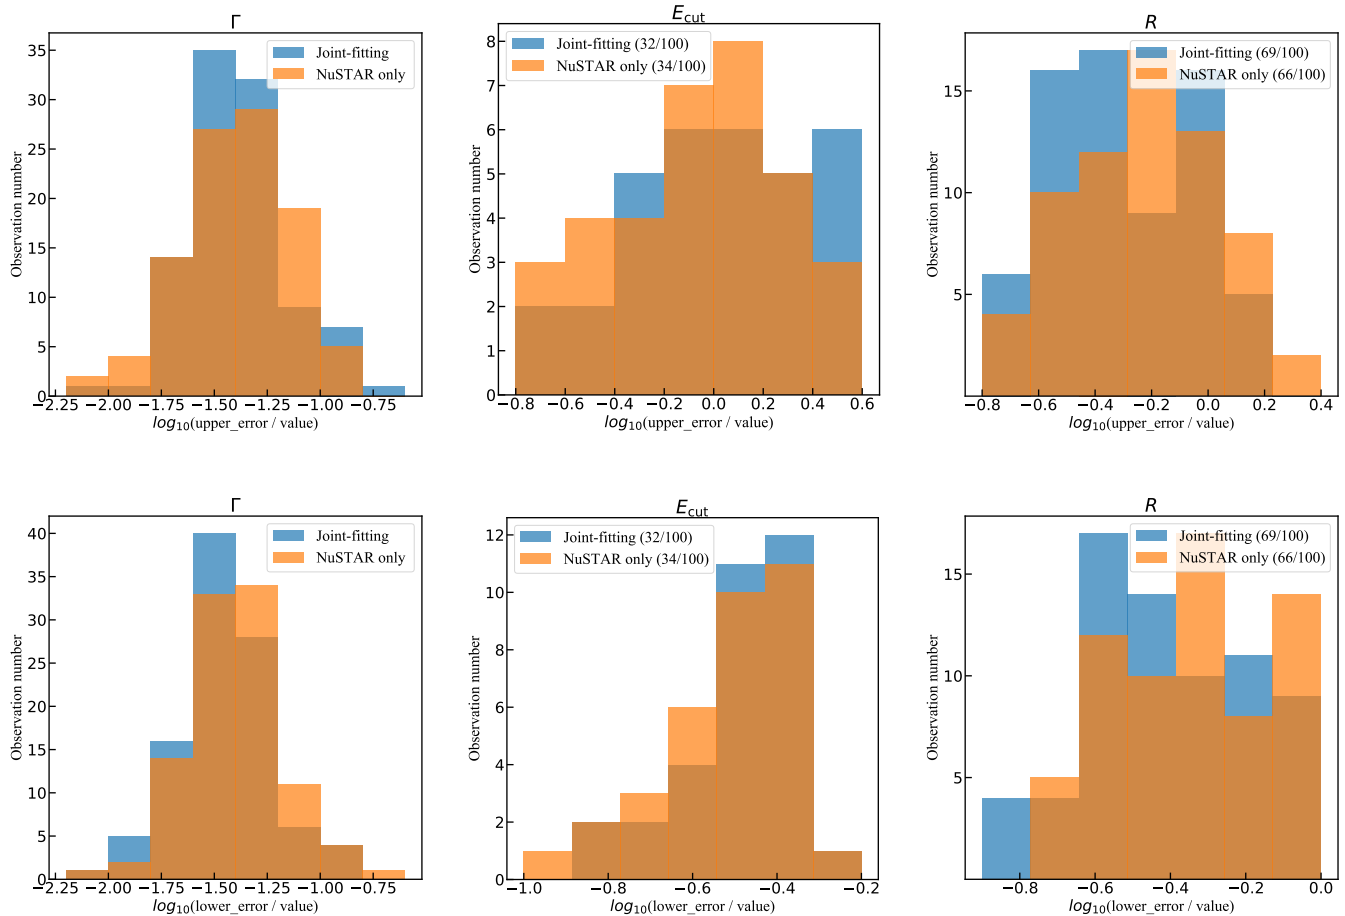 Γ
Joint-fitting
NuSTAR only
Observation number
35
30
25
20
15
10
5
0
−2.25 −2.00 −1.75 −1.50 −1.25 −1.00 −0.75
log10(upper_error / value)
Ecut
Joint-fitting (32/100)
NuSTAR only (34/100)
Observation number
8
7
6
5
4
3
2
1
0
−0.8 −0.6 −0.4 −0.2 0.0 0.2 0.4 0.6
log10(upper_error / value)
R
Joint-fitting (69/100)
NuSTAR only (66/100)
Observation number
15
10
5
−0.8 −0.6 −0.4 −0.2 0.0 0.2 0.4
log10(upper_error / value)
Γ
Joint-fitting
NuSTAR only
Observation number
40
35
30
25
20
15
10
5
0
−2.25 −2.00 −1.75 −1.50 −1.25 −1.00 −0.75
log10(lower_error / value)
Ecut
Joint-fitting (32/100)
NuSTAR only (34/100)
Observation number
12
10
8
6
4
2
0
−1.0 −0.8 −0.6 −0.4 −0.2
log10(lower_error / value)
R
Joint-fitting (69/100)
NuSTAR only (66/100)
Observation number
15
10
5
−0.8 −0.6 −0.4 −0.2 0.0
log10(lower_error / value)